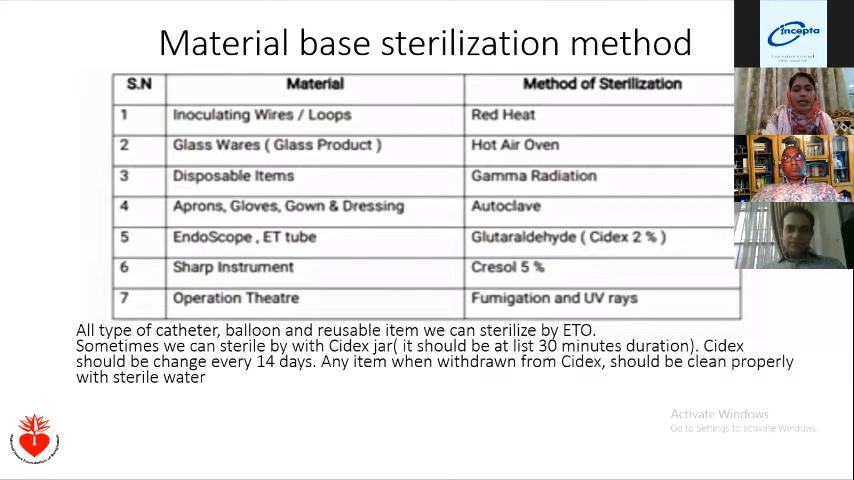 Material base sterilization method
S.N Material Method of Sterilization
1 Inoculating Wires / Loops Red Heat
2 Glass Wares ( Glass Product ) Hot Air Oven
3 Disposable Items Gamma Radiation
4 Aprons, Gloves, Gown & Dressing Autoclave
5 EndoScope , ET tube Glutaraldehyde ( Cidex 2 % )
6 Sharp Instrument Cresol 5 %
7 Operation Theatre Fumigation and UV rays
All type of catheter, balloon and reusable item we can sterilize by ETO.
Sometimes we can sterile by with Cidex jar( it should be at list 30 minutes duration). Cidex
should be change every 14 days. Any item when withdrawn from Cidex, should be clean properly
with sterile water
Activate Windows
Go to Settings to activate Windows.
incepta